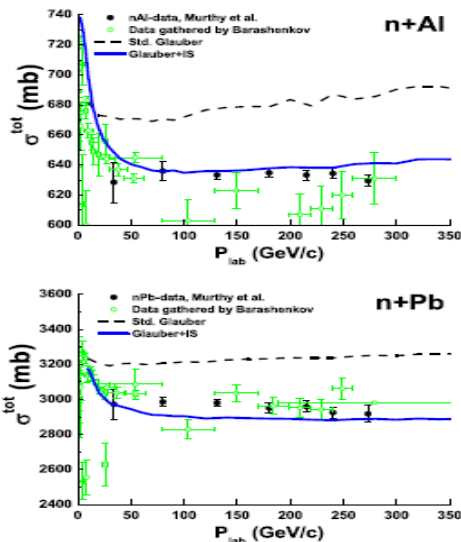 n+Al
nAl-data, Murthy et al.
Data gathered by Barashenkov
Std. Glauber
Glauber+IS
740
720
700
680
660
640
620
600
σ^tot (mb)
0 50 100 150 200 250 300 350
P_lab (GeV/c)
n+Pb
nPb-data, Murthy et al.
Data gathered by Barashenkov
Std. Glauber
Glauber+IS
3600
3400
3200
3000
2800
2600
2400
σ^tot (mb)
0 50 100 150 200 250 300 350
P_lab (GeV/c)